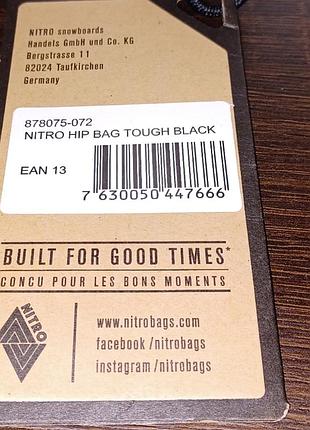 NITRO snowboards
Handels GmbH und Co. KG
Bergstrasse 11
82024 Taufkirchen
Germany
878075-072
NITRO HIP BAG TOUGH BLACK
EAN 13
7 630050 447666
BUILT FOR GOOD TIMES*
CONCU POUR LES BONS MOMENTS
NITRO
www.nitrobags.com
facebook /nitrobags
instagram /nitrobags